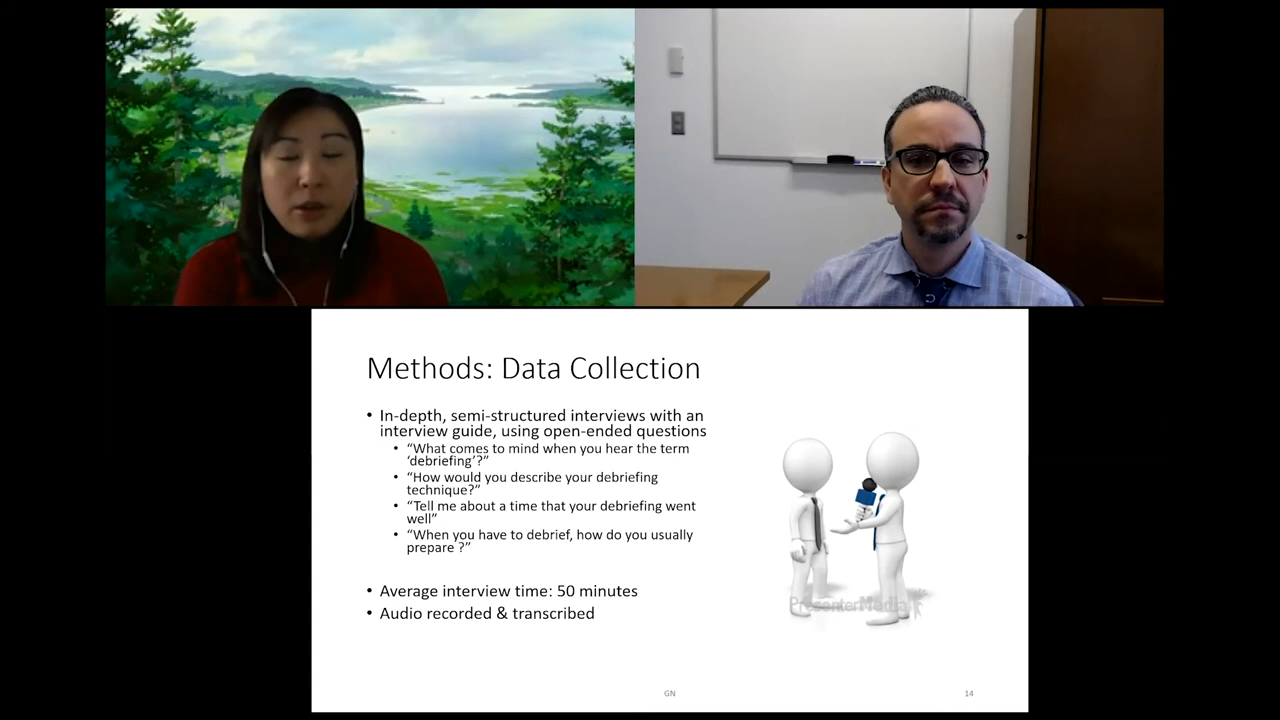 Methods: Data Collection
• In-depth, semi-structured interviews with an
interview guide, using open-ended questions
• “What comes to mind when you hear the term
‘debriefing’?”
• “How would you describe your debriefing
technique?”
• “Tell me about a time that your debriefing went
well”
• “When you have to debrief, how do you usually
prepare ?”
• Average interview time: 50 minutes
• Audio recorded & transcribed
PresenterMedia
GN
14